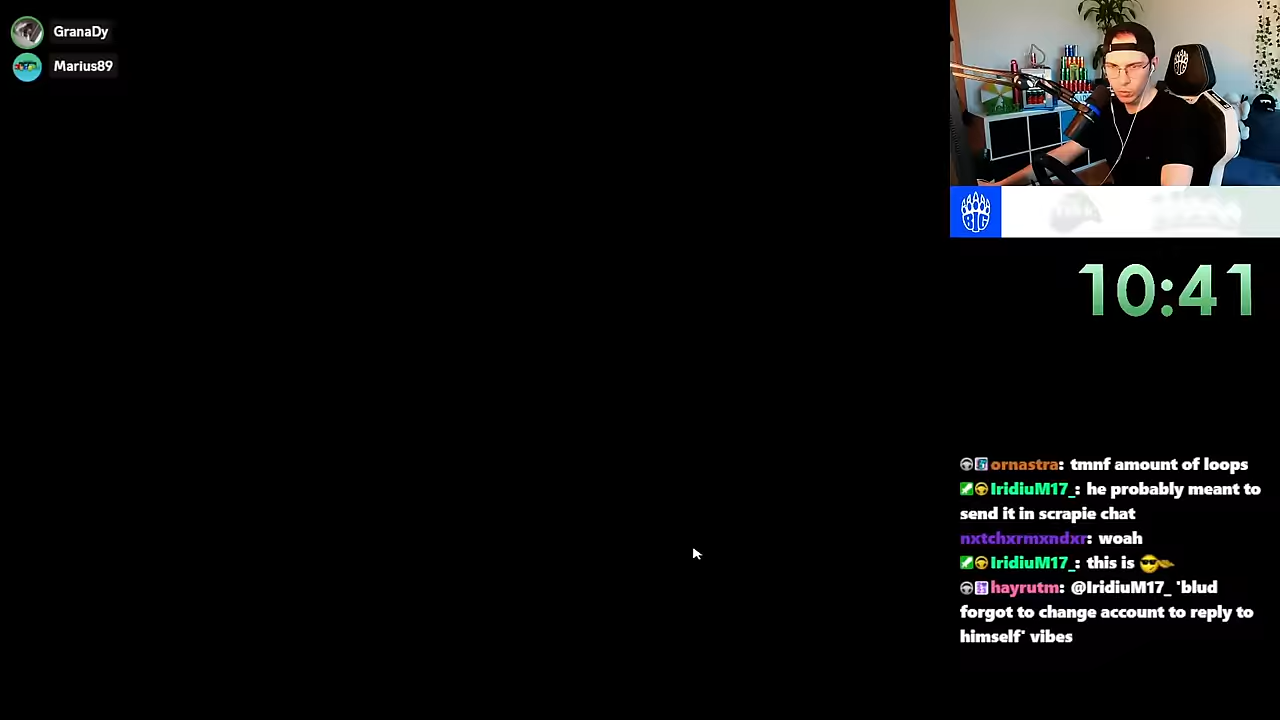 GranaDy
Marius89
BIG
10:41
ornastra: tmnf amount of loops
IridiuM17_: he probably meant to
send it in scrapie chat
nxtchxrmxndxr: woah
IridiuM17_: this is
hayrutm: @IridiuM17_ 'blud
forgot to change account to reply to
himself' vibes